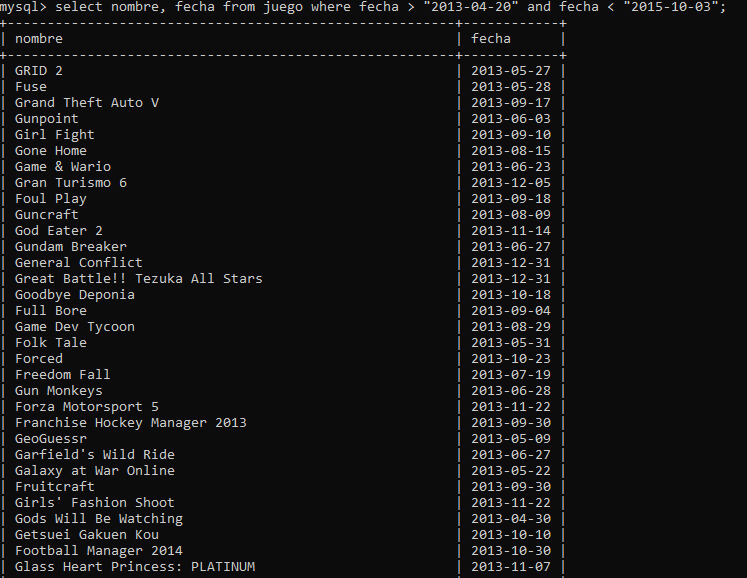 mysql> select nombre, fecha from juego where fecha > "2013-04-20" and fecha < "2015-10-03";
+--------------------------------------------------------+------------+
| nombre                                                 | fecha      |
+--------------------------------------------------------+------------+
| GRID 2                                                 | 2013-05-27 |
| Fuse                                                   | 2013-05-28 |
| Grand Theft Auto V                                     | 2013-09-17 |
| Gunpoint                                               | 2013-06-03 |
| Girl Fight                                             | 2013-09-10 |
| Gone Home                                              | 2013-08-15 |
| Game & Wario                                           | 2013-06-23 |
| Gran Turismo 6                                         | 2013-12-05 |
| Foul Play                                              | 2013-09-18 |
| Guncraft                                               | 2013-08-09 |
| God Eater 2                                            | 2013-11-14 |
| Gundam Breaker                                         | 2013-06-27 |
| General Conflict                                       | 2013-12-31 |
| Great Battle!! Tezuka All Stars                        | 2013-12-31 |
| Goodbye Deponia                                        | 2013-10-18 |
| Full Bore                                              | 2013-09-04 |
| Game Dev Tycoon                                        | 2013-08-29 |
| Folk Tale                                              | 2013-05-31 |
| Forced                                                 | 2013-10-23 |
| Freedom Fall                                           | 2013-07-19 |
| Gun Monkeys                                            | 2013-06-28 |
| Forza Motorsport 5                                     | 2013-11-22 |
| Franchise Hockey Manager 2013                          | 2013-09-30 |
| GeoGuessr                                              | 2013-05-09 |
| Garfield's Wild Ride                                   | 2013-06-27 |
| Galaxy at War Online                                   | 2013-05-22 |
| Fruitcraft                                             | 2013-09-30 |
| Girls' Fashion Shoot                                   | 2013-11-22 |
| Gods Will Be Watching                                  | 2013-04-30 |
| Getsuei Gakuen Kou                                     | 2013-10-10 |
| Football Manager 2014                                  | 2013-10-30 |
| Glass Heart Princess: PLATINUM                         | 2013-11-07 |